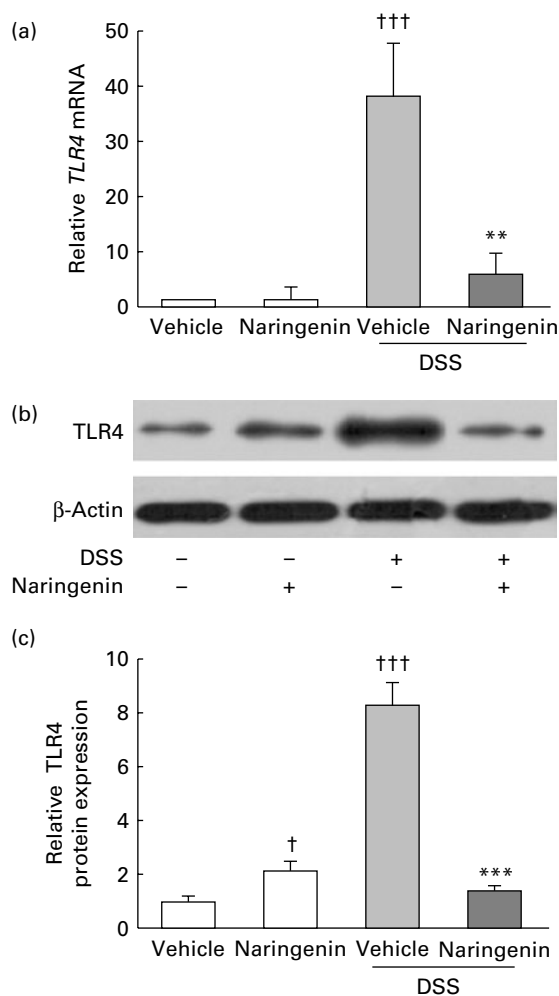 (a)
Relative TLR4 mRNA
50
40
30
20
10
0
†††
**
Vehicle Naringenin Vehicle Naringenin
DSS
(b)
TLR4
β-Actin
DSS – – + +
Naringenin – + – +
(c)
Relative TLR4
protein expression
10
8
6
4
2
0
†
†††
***
Vehicle Naringenin Vehicle Naringenin
DSS